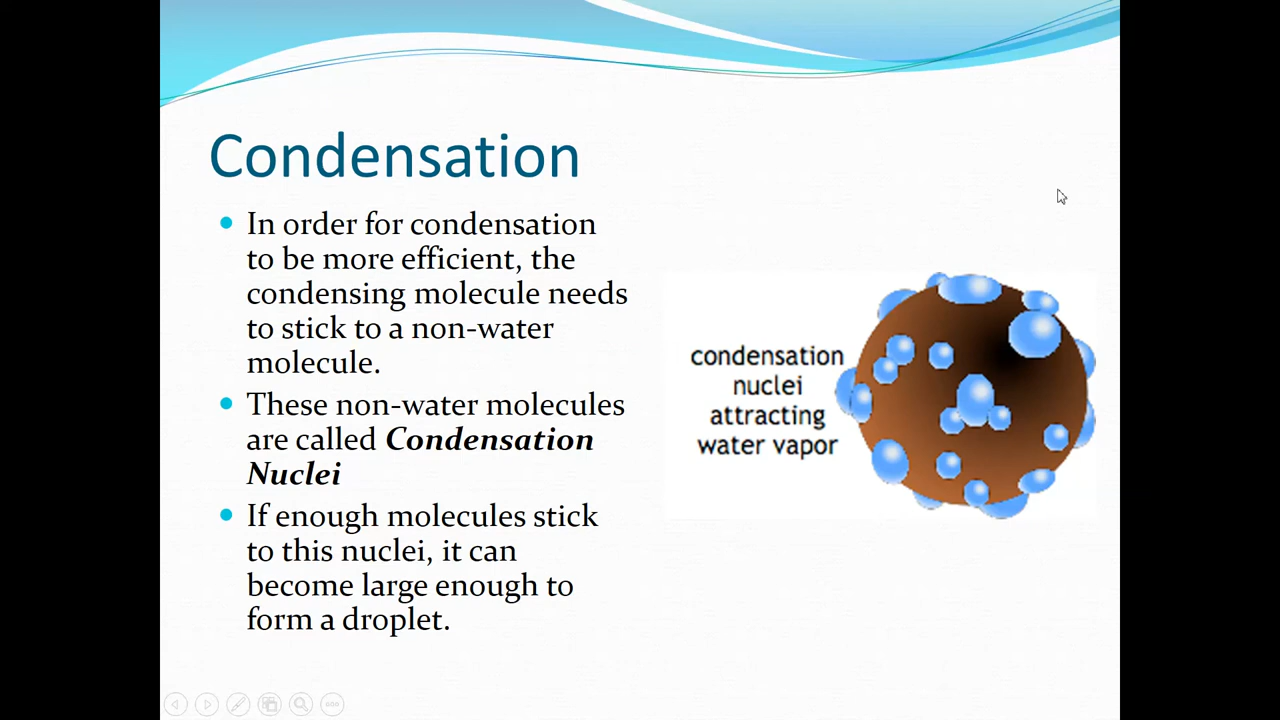 Condensation
• In order for condensation
to be more efficient, the
condensing molecule needs
to stick to a non-water
molecule.
• These non-water molecules
are called Condensation
Nuclei
• If enough molecules stick
to this nuclei, it can
become large enough to
form a droplet.
condensation
nuclei
attracting
water vapor